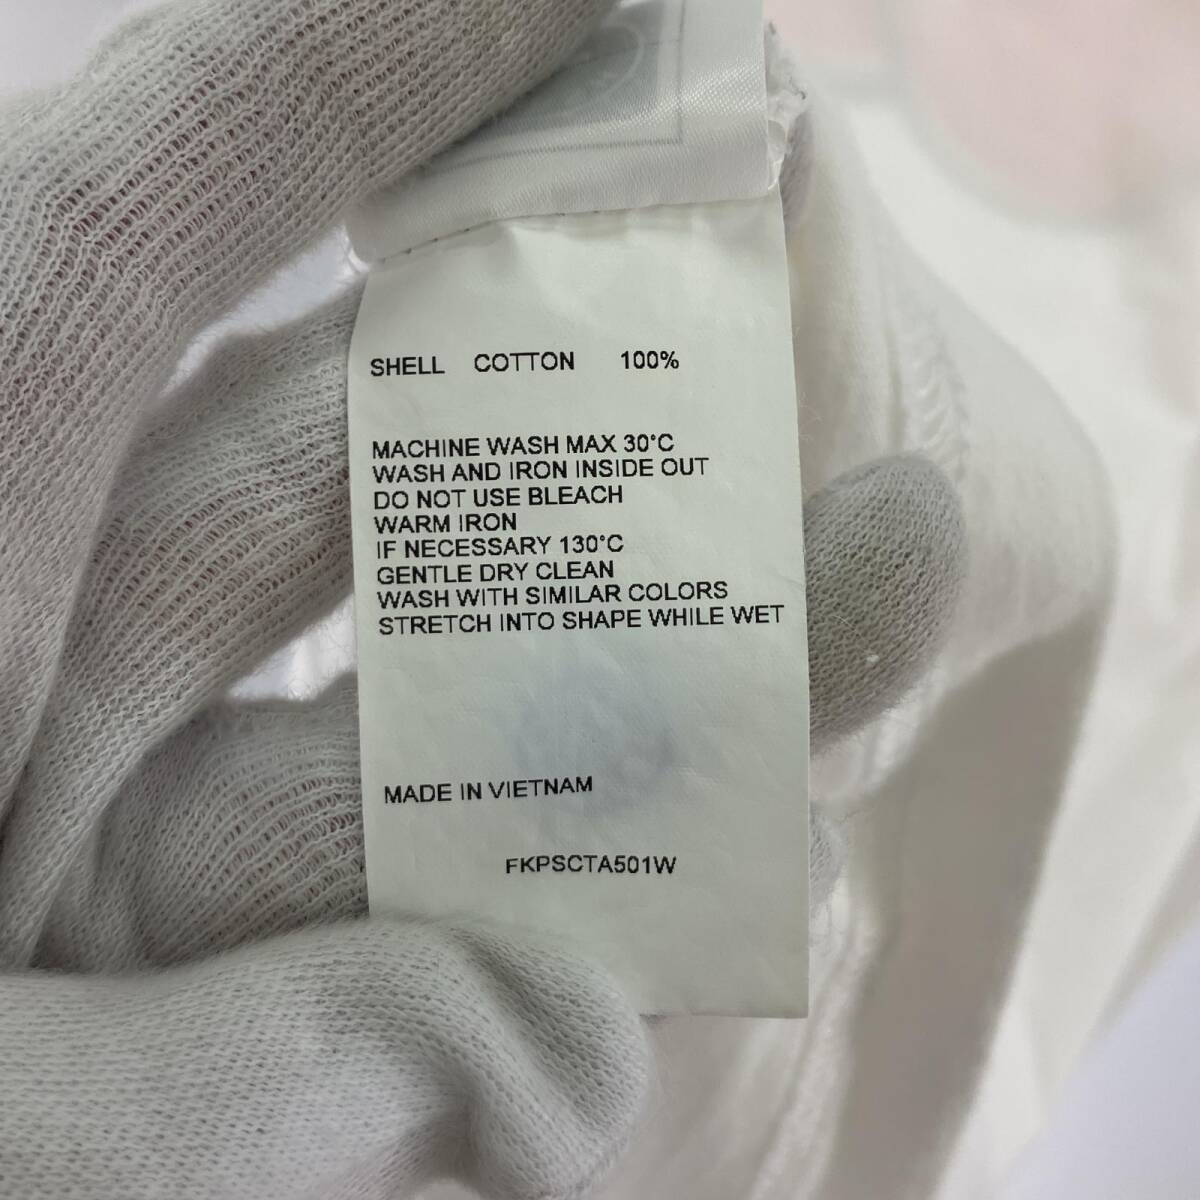 SHELL COTTON 100%
MACHINE WASH MAX 30°C
WASH AND IRON INSIDE OUT
DO NOT USE BLEACH
WARM IRON
IF NECESSARY 130°C
GENTLE DRY CLEAN
WASH WITH SIMILAR COLORS
STRETCH INTO SHAPE WHILE WET
MADE IN VIETNAM
FKPSCTA501W